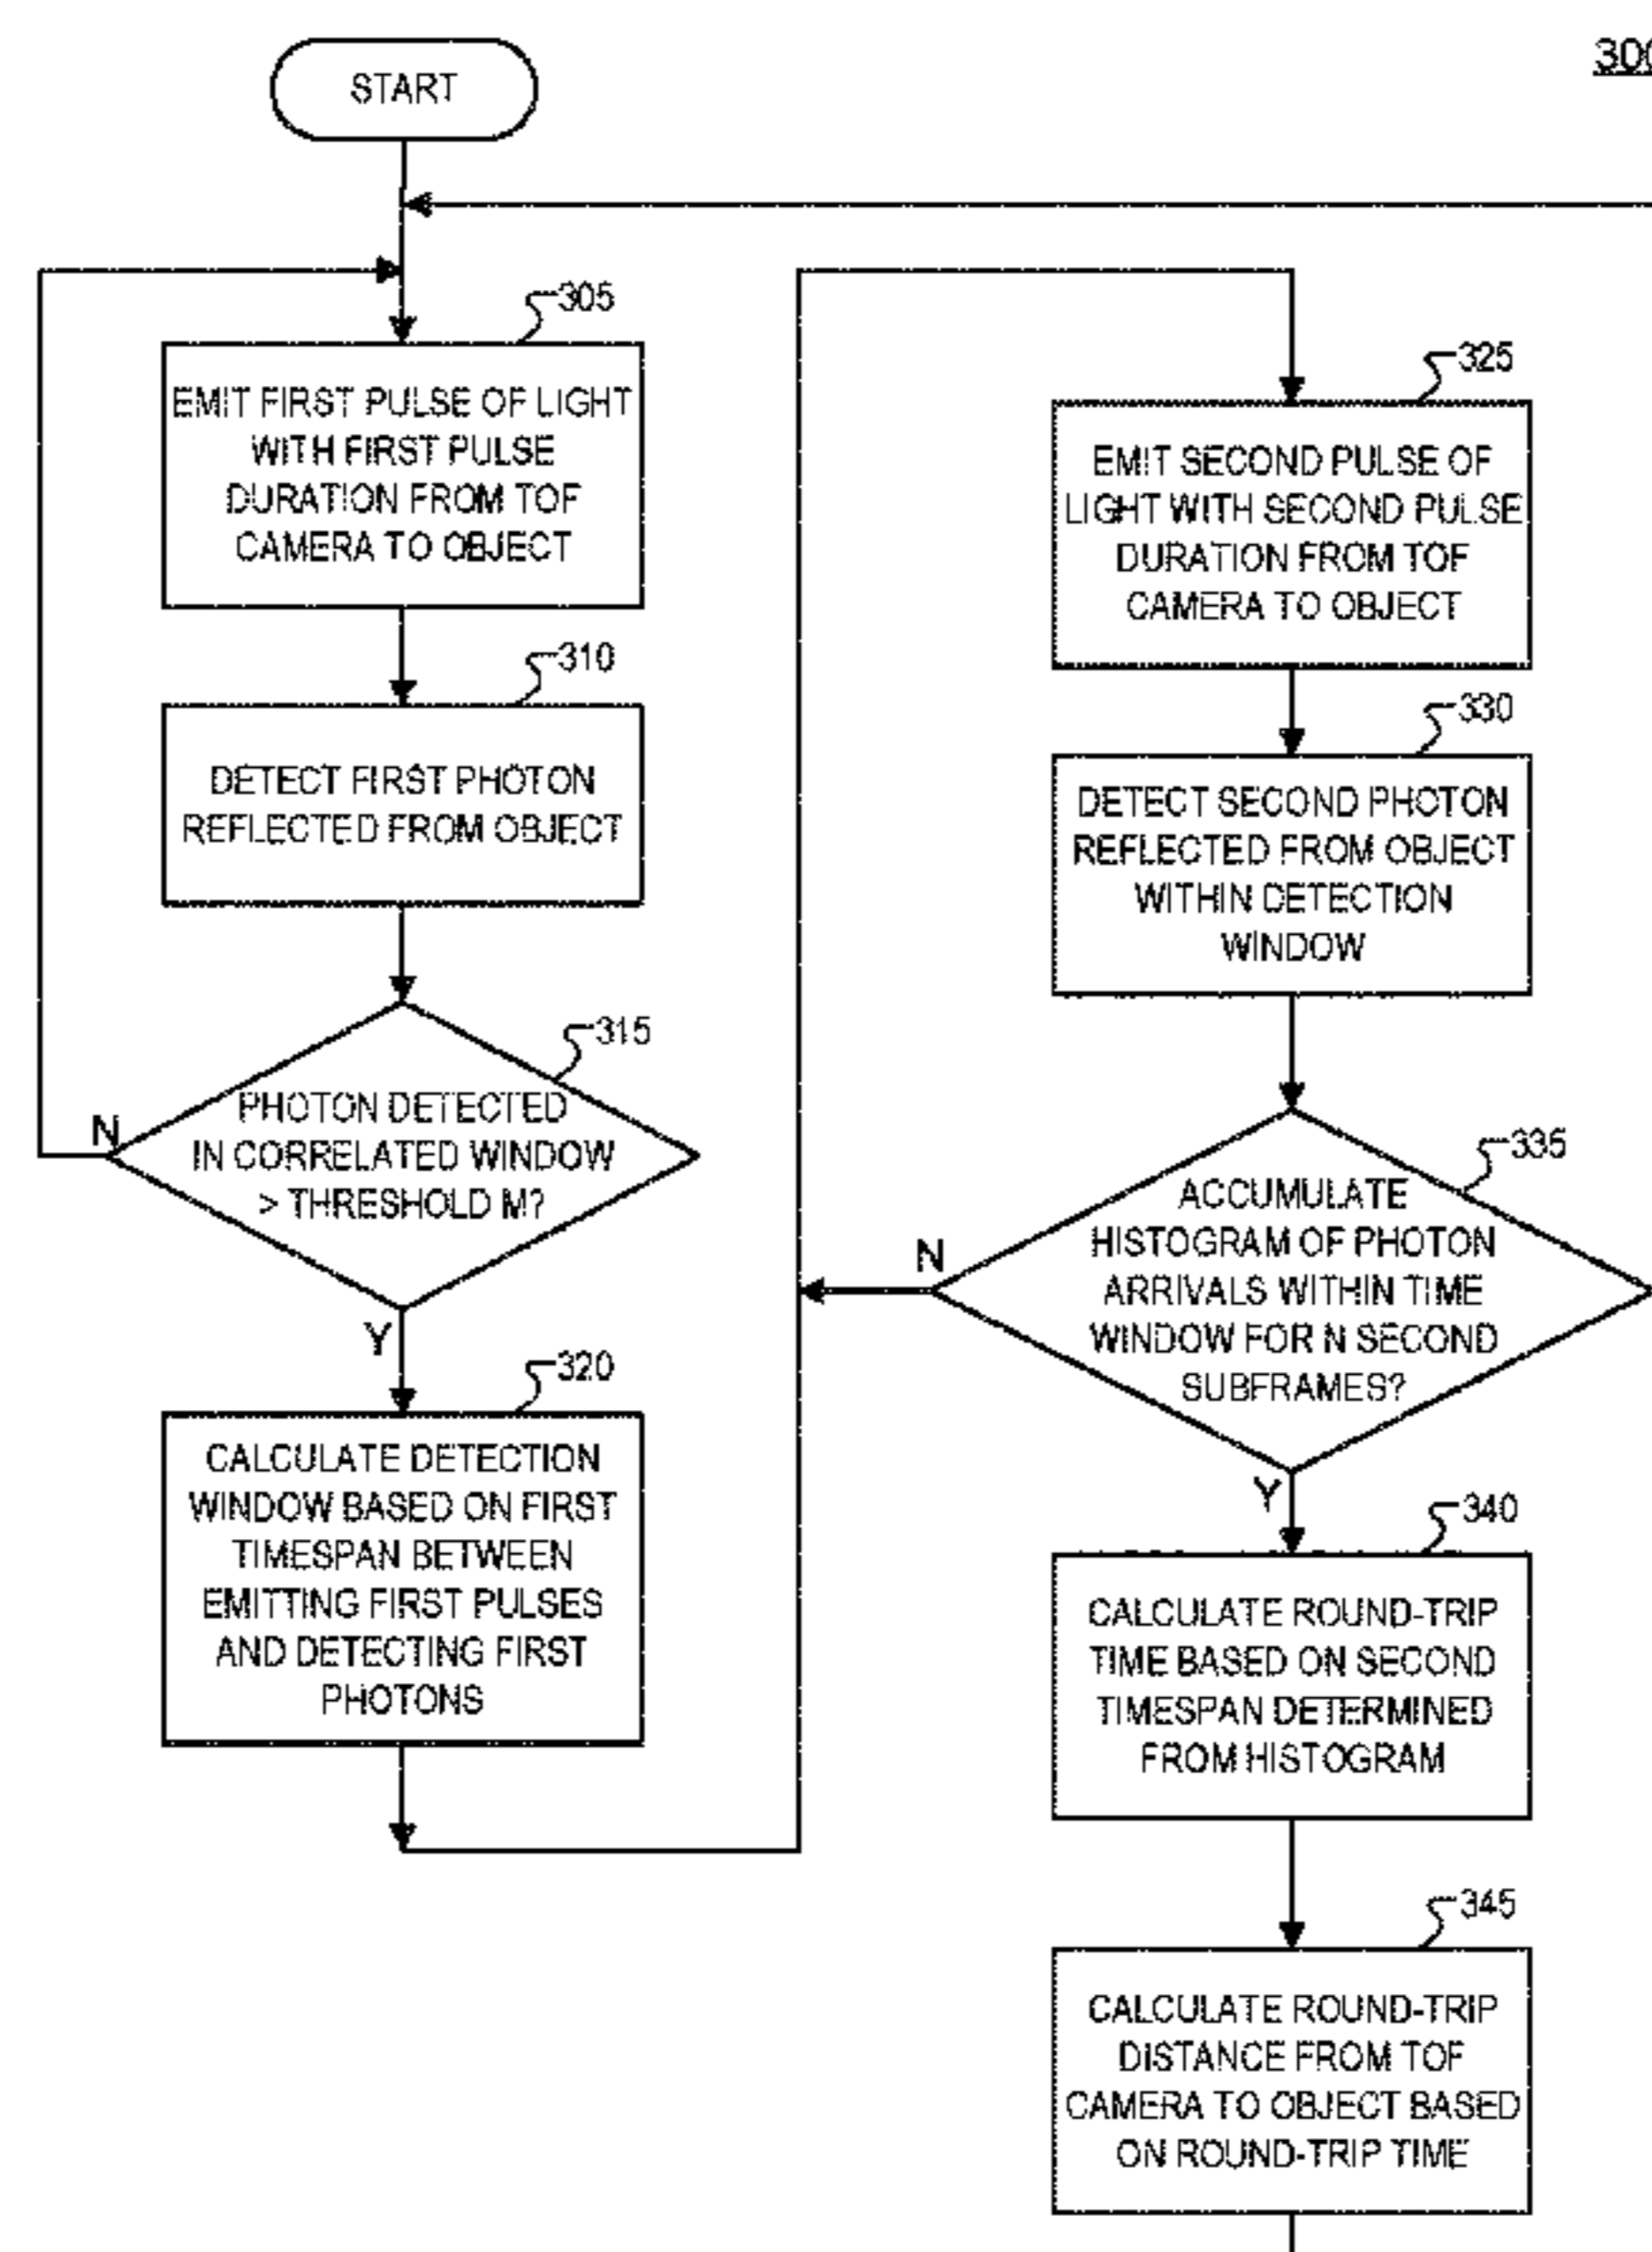 300
START
305
EMIT FIRST PULSE OF LIGHT
WITH FIRST PULSE
DURATION FROM TOF
CAMERA TO OBJECT
310
DETECT FIRST PHOTON
REFLECTED FROM OBJECT
315
PHOTON DETECTED
IN CORRELATED WINDOW
> THRESHOLD M?
N
Y
320
CALCULATE DETECTION
WINDOW BASED ON FIRST
TIMESPAN BETWEEN
EMITTING FIRST PULSES
AND DETECTING FIRST
PHOTONS
325
EMIT SECOND PULSE OF
LIGHT WITH SECOND PULSE
DURATION FROM TOF
CAMERA TO OBJECT
330
DETECT SECOND PHOTON
REFLECTED FROM OBJECT
WITHIN DETECTION
WINDOW
335
ACCUMULATE
HISTOGRAM OF PHOTON
ARRIVALS WITHIN TIME
WINDOW FOR N SECOND
SUBFRAMES?
N
Y
340
CALCULATE ROUND-TRIP
TIME BASED ON SECOND
TIMESPAN DETERMINED
FROM HISTOGRAM
345
CALCULATE ROUND-TRIP
DISTANCE FROM TOF
CAMERA TO OBJECT BASED
ON ROUND-TRIP TIME